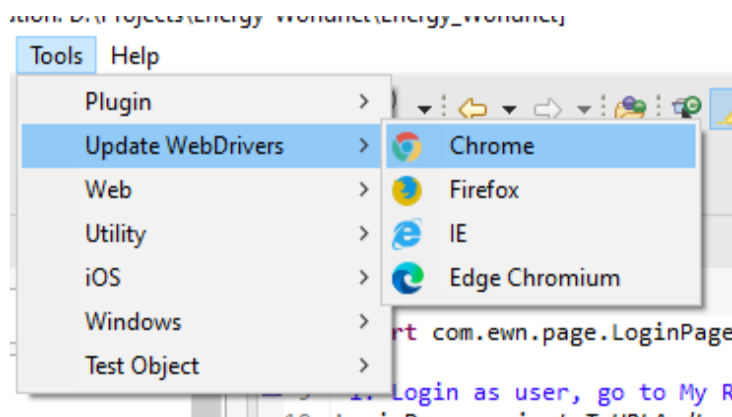 Tools Help
Plugin
Update WebDrivers
Web
Utility
iOS
Windows
Test Object
Chrome
Firefox
IE
Edge Chromium
rt com.ewn.page.LoginPage
Login as user, go to My R